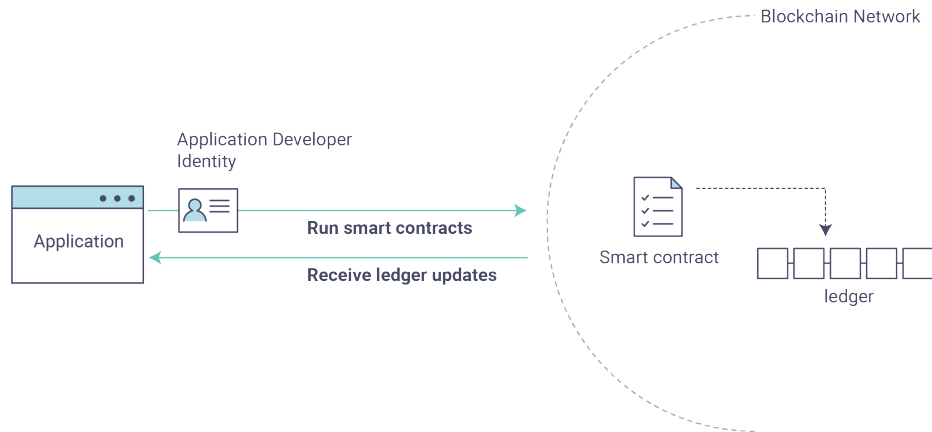 Blockchain Network
Application Developer
Identity
Application
Run smart contracts
Receive ledger updates
Smart contract
ledger